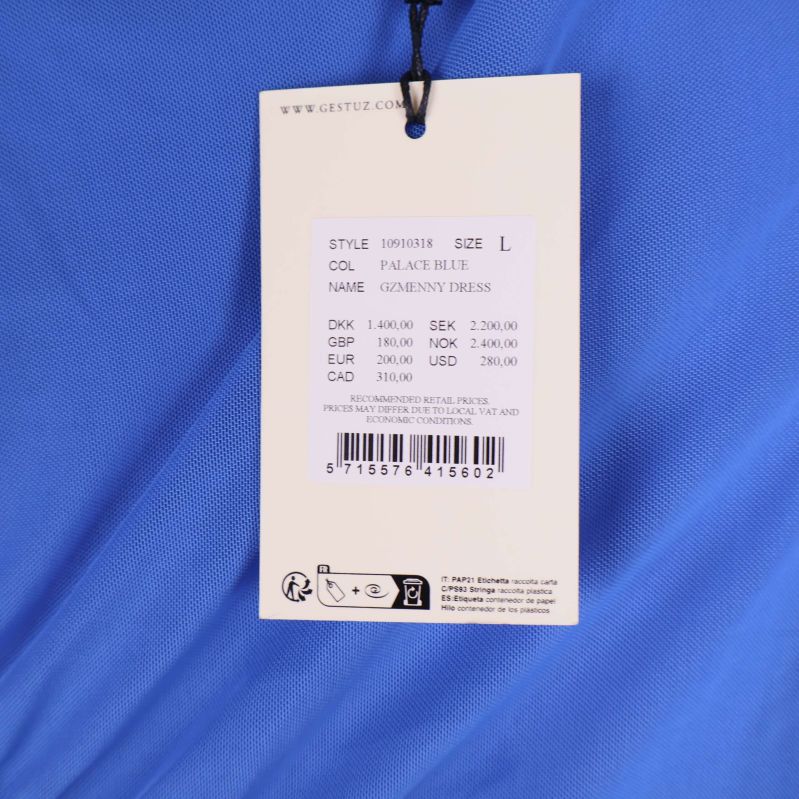 WWW.GESTUZ.COM
STYLE 10910318 SIZE L
COL PALACE BLUE
NAME GZMENNY DRESS
DKK 1.400,00 SEK 2.200,00
GBP 180,00 NOK 2.400,00
EUR 200,00 USD 280,00
CAD 310,00
RECOMMENDED RETAIL PRICES.
PRICES MAY DIFFER DUE TO LOCAL VAT AND
ECONOMIC CONDITIONS.
5 715576 415602
FR
+
IT: PAP21 Etichetta raccolta carta
C/PS93 Stringa raccolta plastica
ES:Etiqueta contenedor de papel
Hilo contenedor de los plásticos